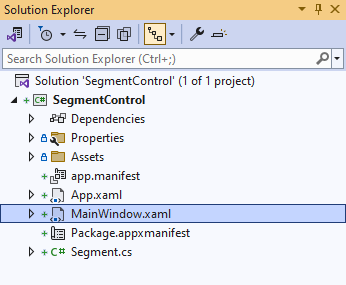 Solution Explorer
Search Solution Explorer (Ctrl+;)
Solution 'SegmentControl' (1 of 1 project)
C# SegmentControl
Dependencies
Properties
Assets
app.manifest
App.xaml
MainWindow.xaml
Package.appxmanifest
C# Segment.cs